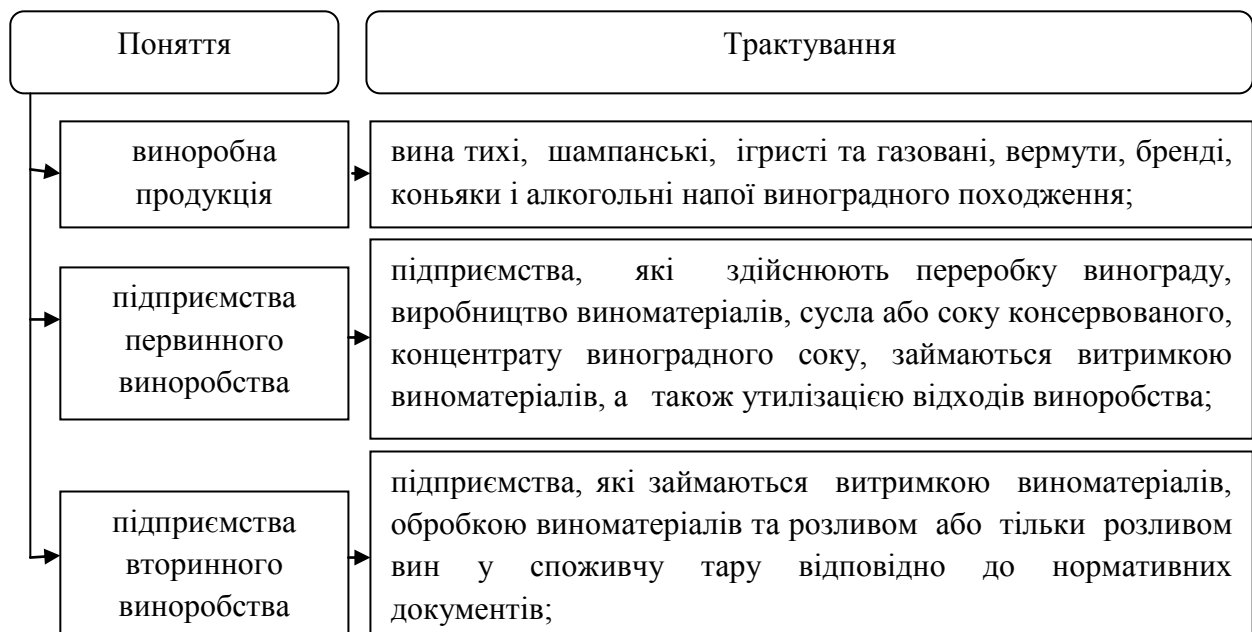 Поняття
Трактування
виноробна
продукція
вина тихі, шампанські, ігристі та газовані, вермути, бренді,
коньяки і алкогольні напої виноградного походження;
підприємства
первинного
виноробства
підприємства, які здійснюють переробку винограду,
виробництво виноматеріалів, сусла або соку консервованого,
концентрату виноградного соку, займаються витримкою
виноматеріалів, а також утилізацією відходів виноробства;
підприємства
вторинного
виноробства
підприємства, які займаються витримкою виноматеріалів,
обробкою виноматеріалів та розливом або тільки розливом
вин у споживчу тару відповідно до нормативних
документів;